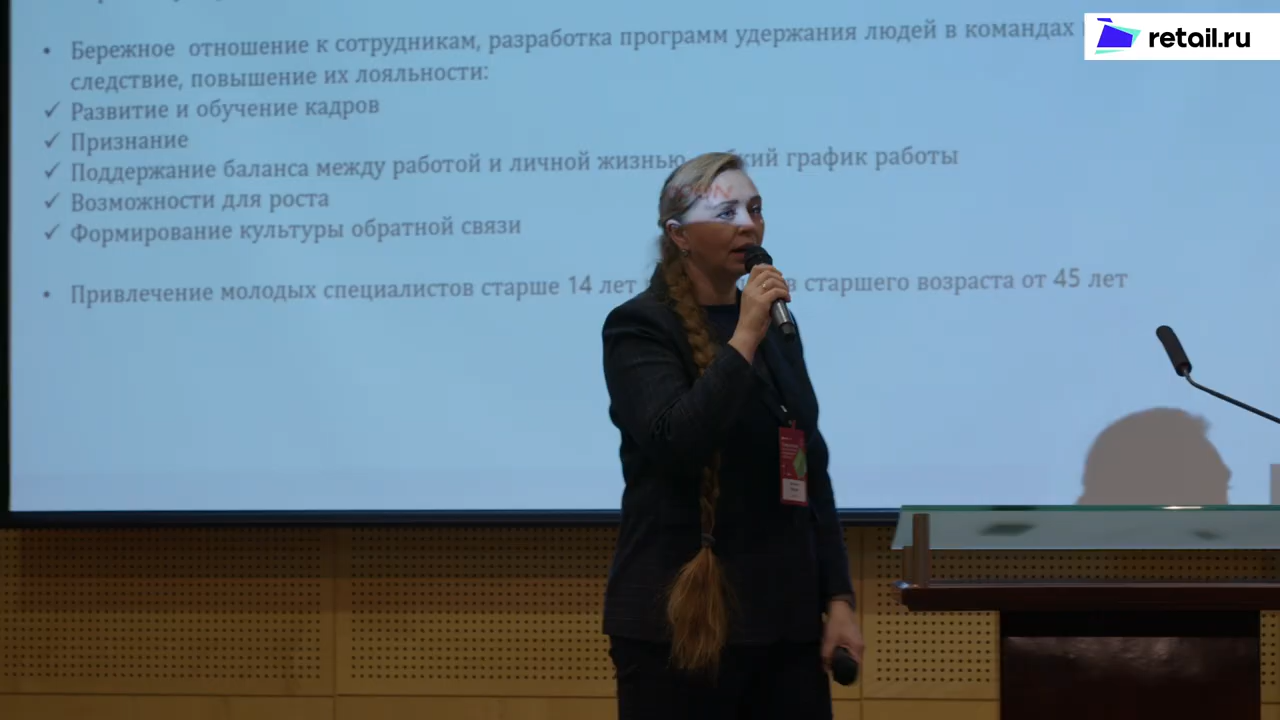 • Бережное отношение к сотрудникам, разработка программ удержания людей в командах
retail.ru
следствие, повышение их лояльности:
✓ Развитие и обучение кадров
✓ Признание
✓ Поддержание баланса между работой и личной жизнью график работы
✓ Возможности для роста
✓ Формирование культуры обратной связи
• Привлечение молодых специалистов старше 14 лет в старшего возраста от 45 лет